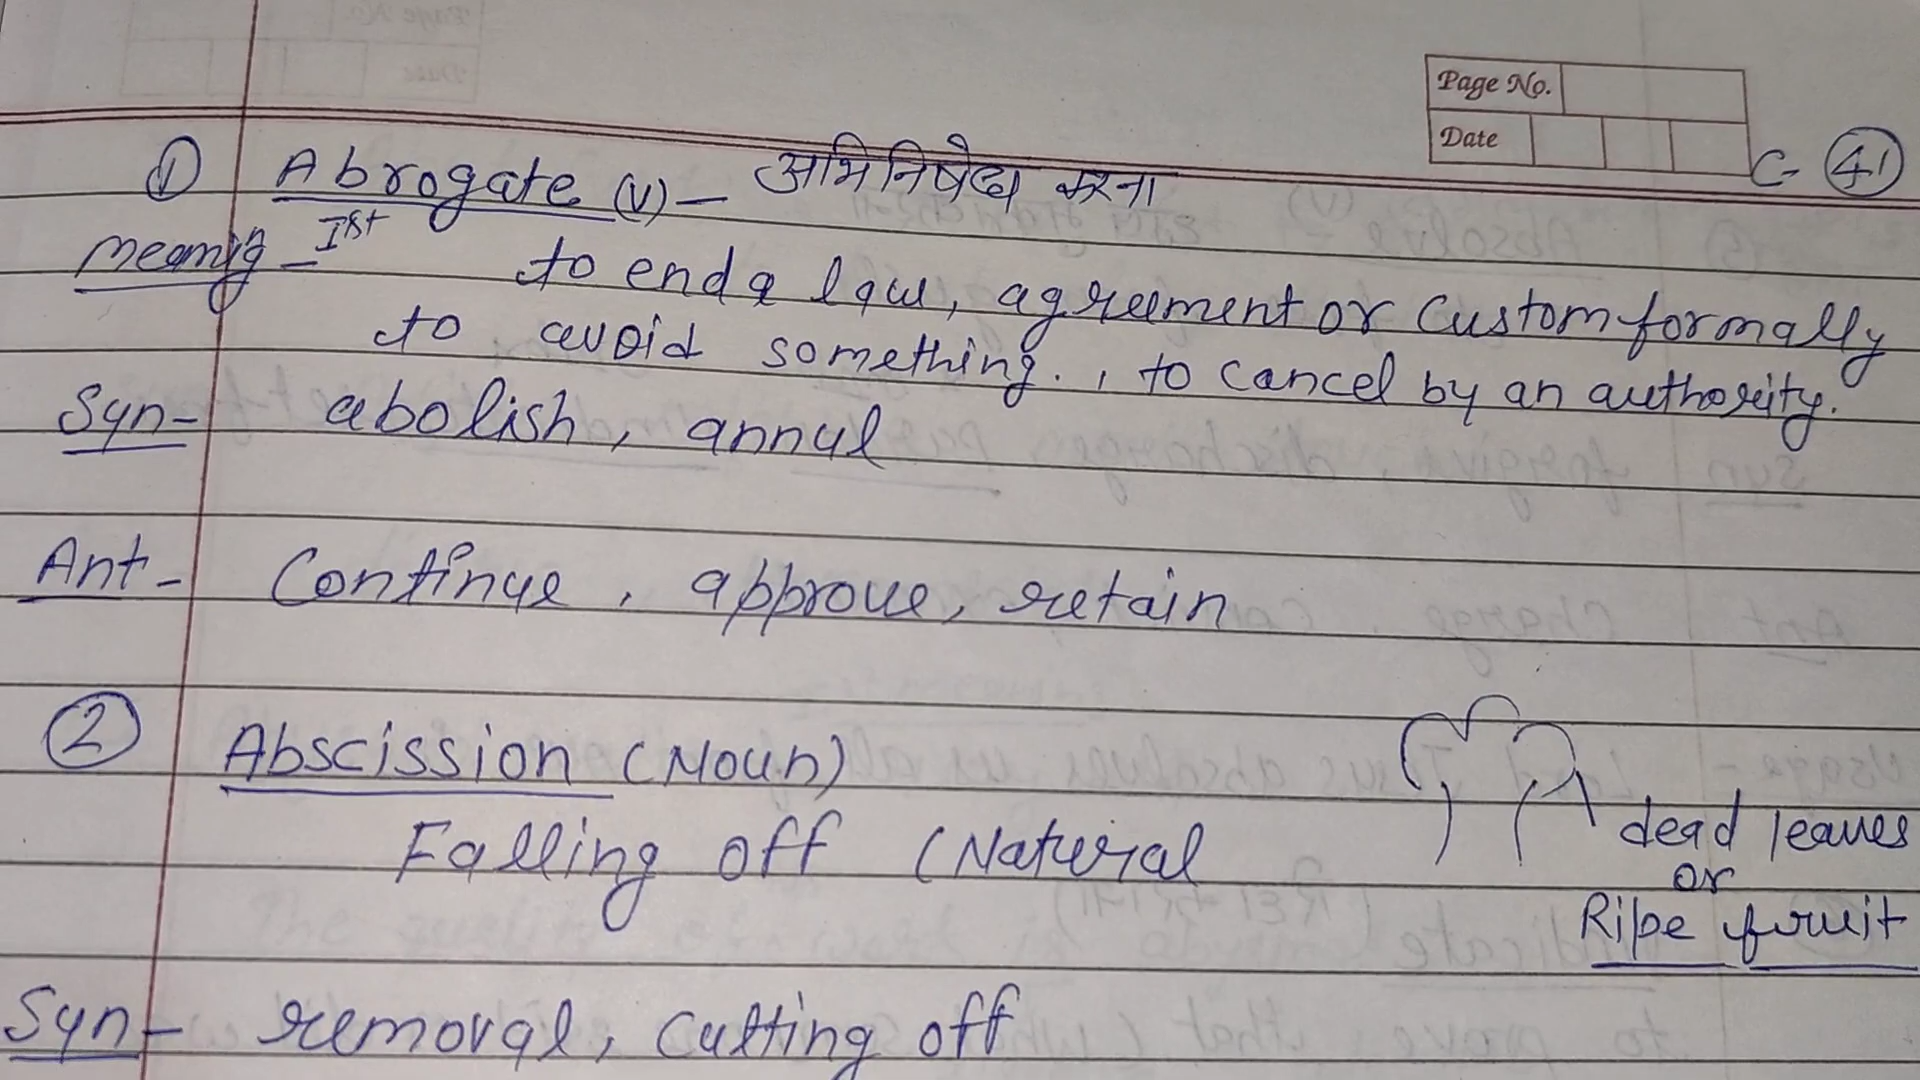 Page No.
Date
C- 41
① Abrogate (v) – अभिनिषेध करना
Meaning – Ist to end a law, agreement or custom formally
to avoid something. , to cancel by an authority.
Syn- abolish, annul
Ant - Continue, approve, retain
② Abscission (Noun)
Falling off (Natural
dead leaves
or
Ripe fruit
Syn - removal, cutting off